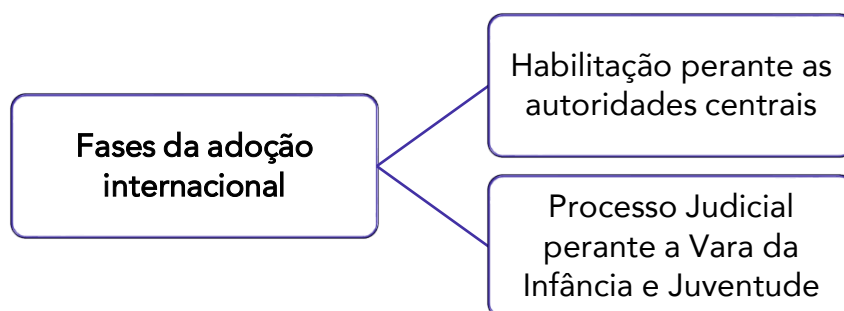 Fases da adoção
internacional
Habilitação perante as
autoridades centrais
Processo Judicial
perante a Vara da
Infância e Juventude